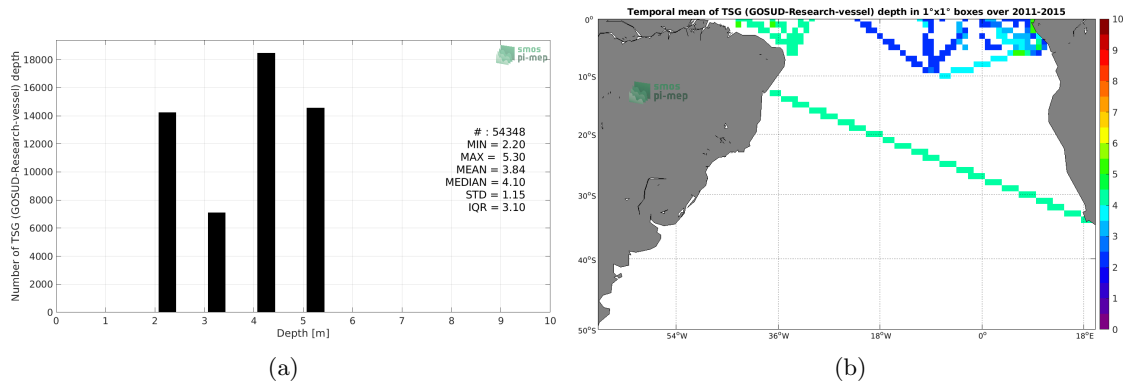 smos
pi-mep
18000
16000
14000
12000
10000
8000
6000
4000
2000
0
Number of TSG (GOSUD-Research-vessel) depth
# : 54348
MIN = 2.20
MAX = 5.30
MEAN = 3.84
MEDIAN = 4.10
STD = 1.15
IQR = 3.10
0 1 2 3 4 5 6 7 8 9 10
Depth [m]
(a)
Temporal mean of TSG (GOSUD-Research-vessel) depth in 1°x1° boxes over 2011-2015
0°
10°S
20°S
30°S
40°S
50°S
smos
pi-mep
54°W 36°W 18°W 0° 18°E
10
9
8
7
6
5
4
3
2
1
0
(b)